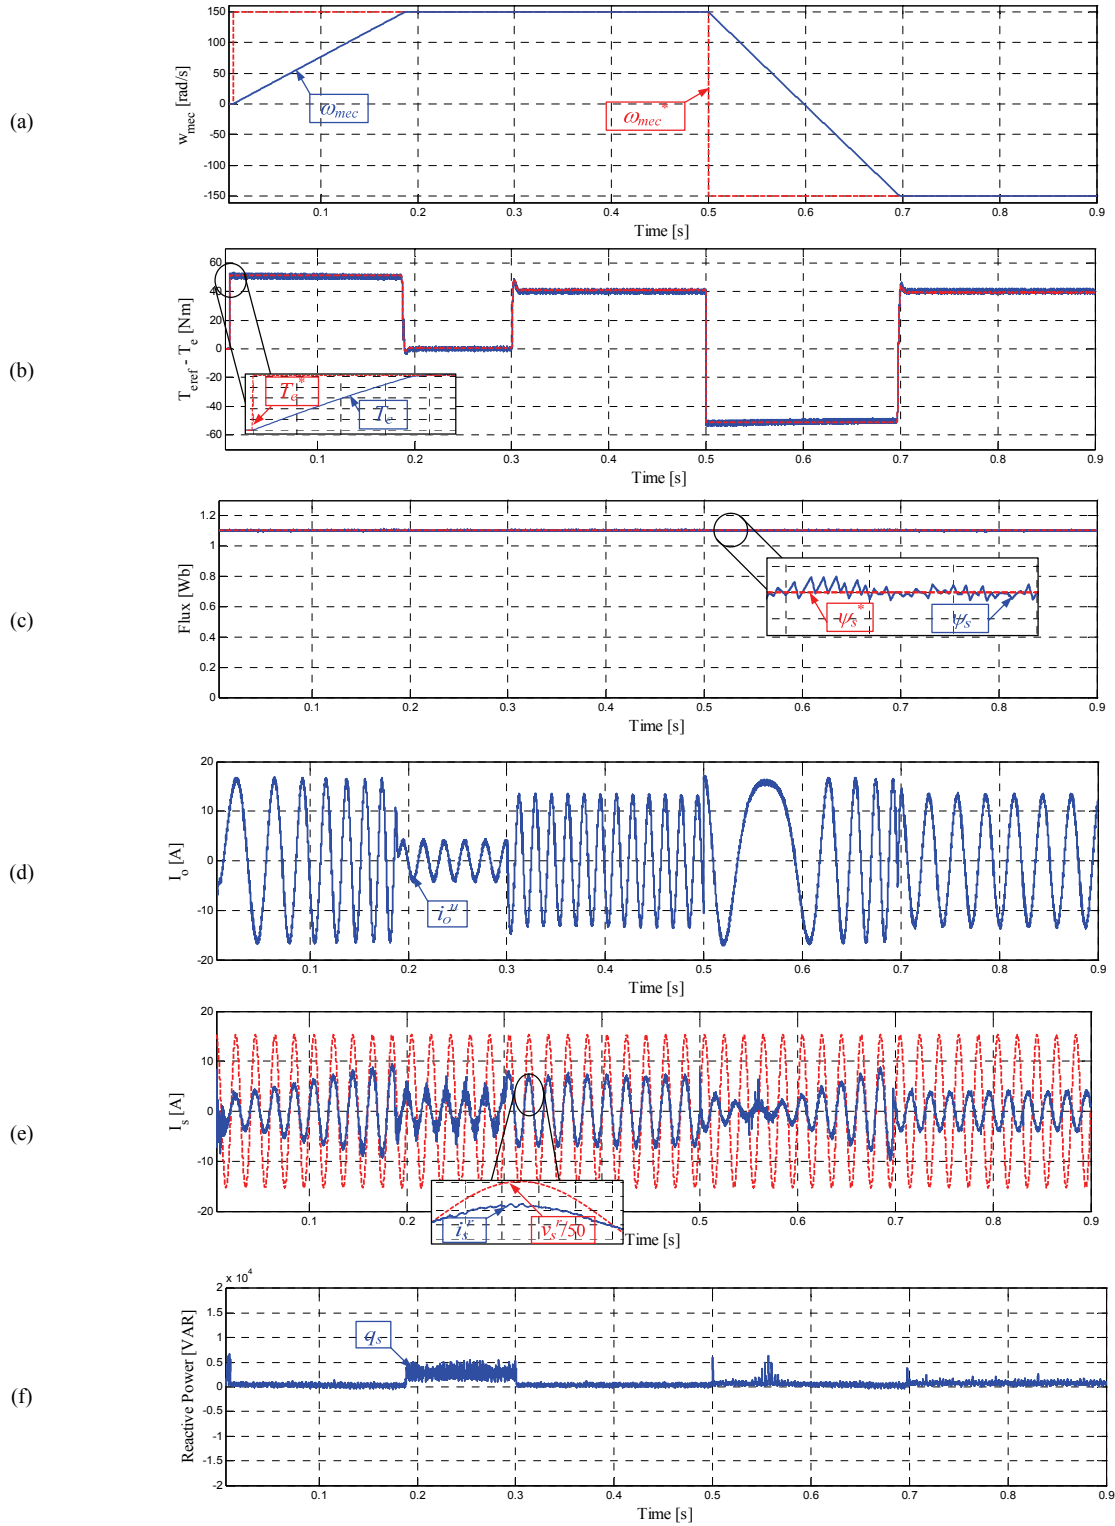 (a)
w_mec [rad/s]
150
100
50
0
-50
-100
-150
ω_mec
ω_mec*
0.1 0.2 0.3 0.4 0.5 0.6 0.7 0.8 0.9
Time [s]
(b)
T_eref - T_e [Nm]
60
40
20
0
-20
-40
-60
T_e*
T_e
0.1 0.2 0.3 0.4 0.5 0.6 0.7 0.8 0.9
Time [s]
(c)
Flux [Wb]
1.2
1
0.8
0.6
0.4
0.2
0
ψ_s*
ψ_s
0.1 0.2 0.3 0.4 0.5 0.6 0.7 0.8 0.9
Time [s]
(d)
I_o [A]
20
10
0
-10
-20
i_o^u
0.1 0.2 0.3 0.4 0.5 0.6 0.7 0.8 0.9
Time [s]
(e)
I_s [A]
20
10
0
-10
-20
i_s^r
v_s^r/50
0.1 0.2 0.5 0.6 0.7 0.8 0.9
Time [s]
(f)
Reactive Power [VAR]
x 10^4
2
1.5
1
0.5
0
-0.5
-1
-1.5
-2
q_s
0.1 0.2 0.3 0.4 0.5 0.6 0.7 0.8 0.9
Time [s]